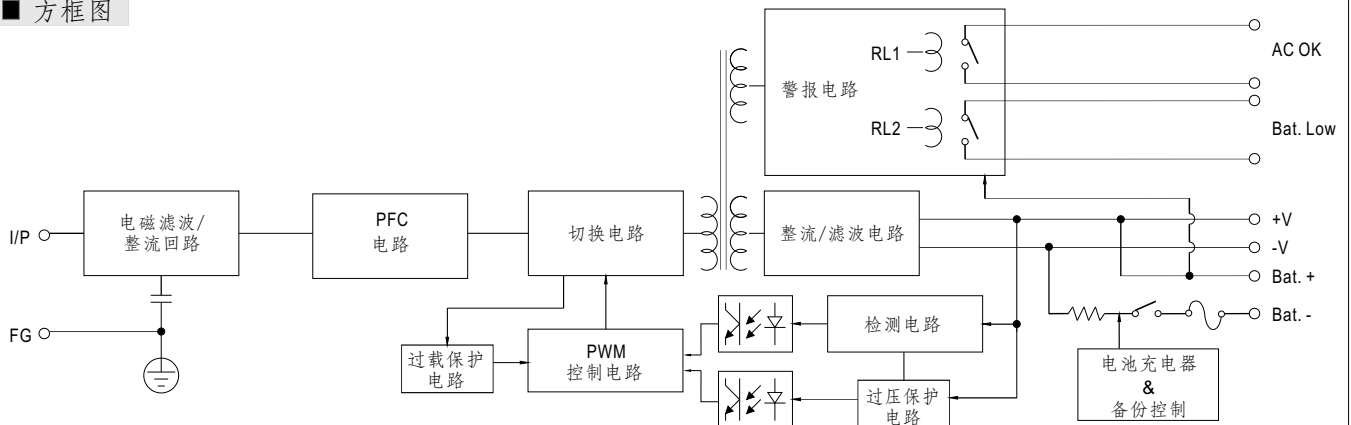 ■ 方框图
RL1
AC OK
警报电路
RL2
Bat. Low
I/P
电磁滤波/
整流回路
PFC
电路
切换电路
整流/滤波电路
+V
-V
Bat. +
Bat. -
FG
过载保护
电路
PWM
控制电路
检测电路
过压保护
电路
电池充电器
&
备份控制